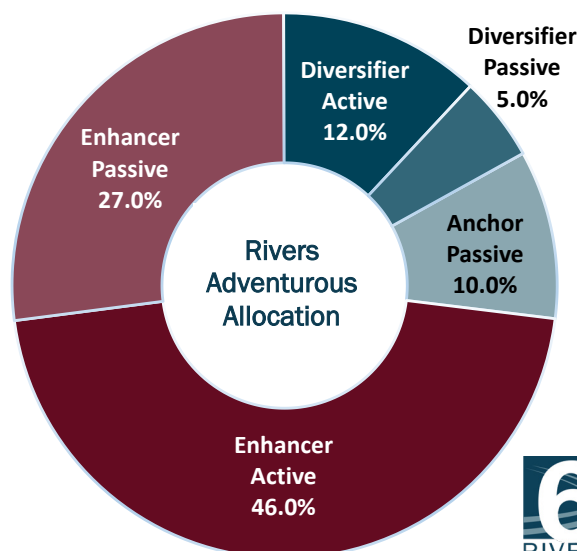 Diversifier
Passive
5.0%
Diversifier
Active
12.0%
Enhancer
Passive
27.0%
Anchor
Passive
10.0%
Rivers
Adventurous
Allocation
Enhancer
Active
46.0%
6